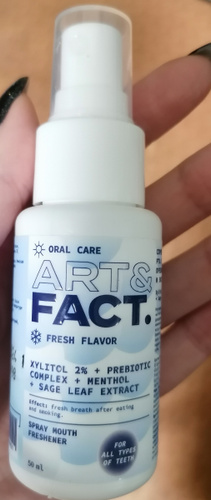 ORAL CARE
ART&
FACT.
FRESH FLAVOR
XYLITOL 2% + PREBIOTIC
COMPLEX + MENTHOL
+ SAGE LEAF EXTRACT
Effects fresh breath after eating
and smoking.
SPRAY MOUTH
FRESHENER
FOR
ALL TYPES
OF TEETH
50 ml